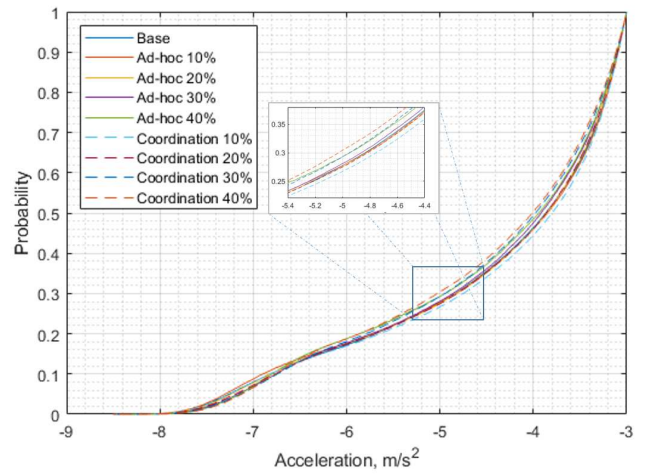 1
0.9
0.8
0.7
0.6
0.5
0.4
0.3
0.2
0.1
0
Probability
Base
Ad-hoc 10%
Ad-hoc 20%
Ad-hoc 30%
Ad-hoc 40%
Coordination 10%
Coordination 20%
Coordination 30%
Coordination 40%
0.35
0.3
0.25
-5.4 -5.2 -5 -4.8 -4.6 -4.4
-9 -8 -7 -6 -5 -4 -3
Acceleration, m/s²